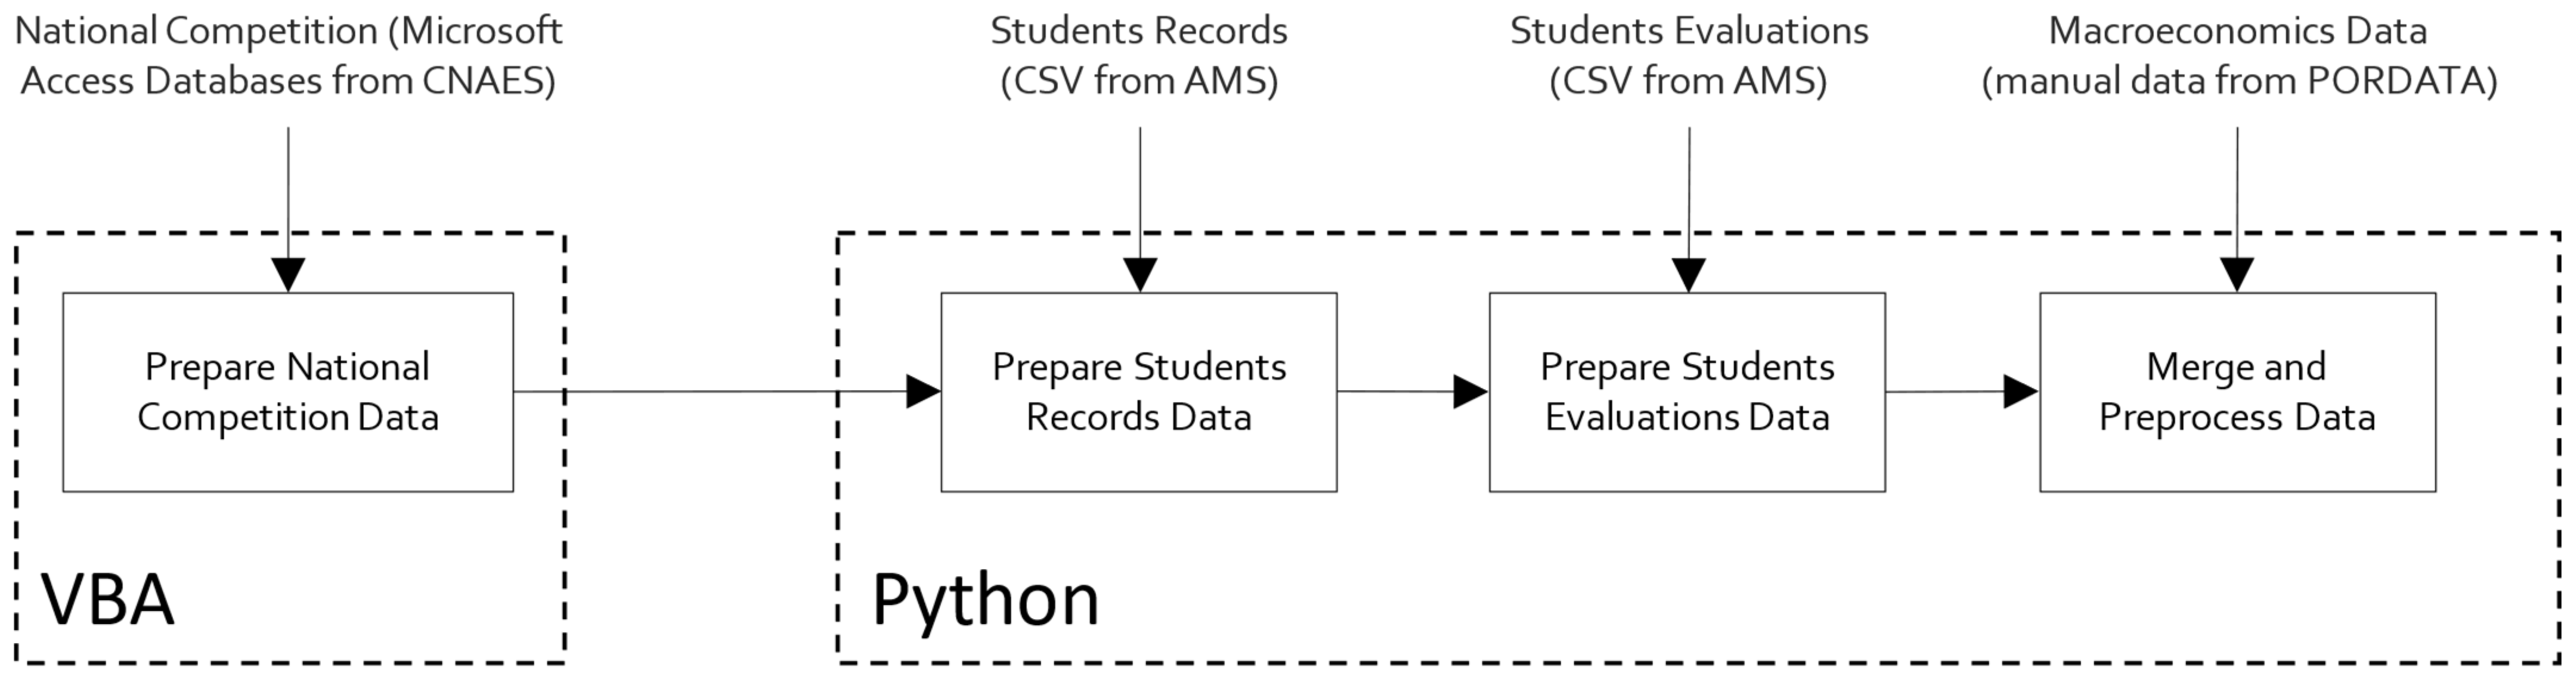 National Competition (Microsoft
Access Databases from CNAES)
Students Records
(CSV from AMS)
Students Evaluations
(CSV from AMS)
Macroeconomics Data
(manual data from PORDATA)
Prepare National
Competition Data
Prepare Students
Records Data
Prepare Students
Evaluations Data
Merge and
Preprocess Data
VBA
Python